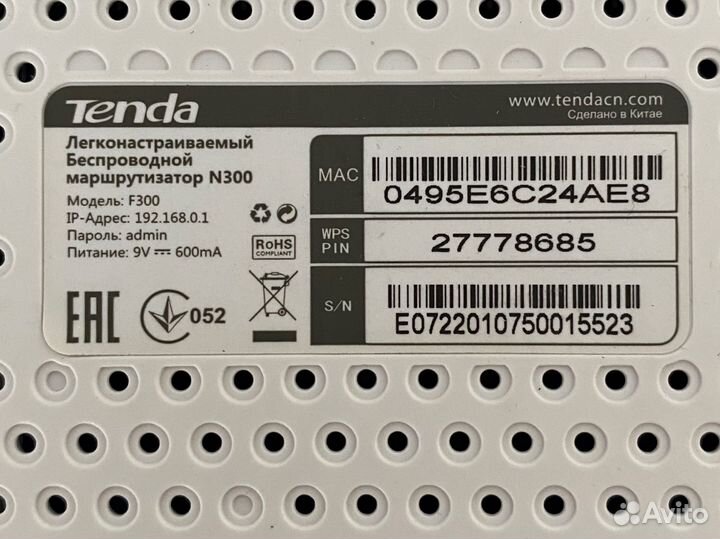 Tenda
www.tendacn.com
Сделано в Китае
Легконастраиваемый
Беспроводной
маршрутизатор N300
Модель: F300
IP-Адрес: 192.168.0.1
Пароль: admin
Питание: 9V ⎓ 600mA
RoHS
COMPLIANT
EAC
052
MAC
0495E6C24AE8
WPS
PIN
27778685
S/N
E0722010750015523
Avito